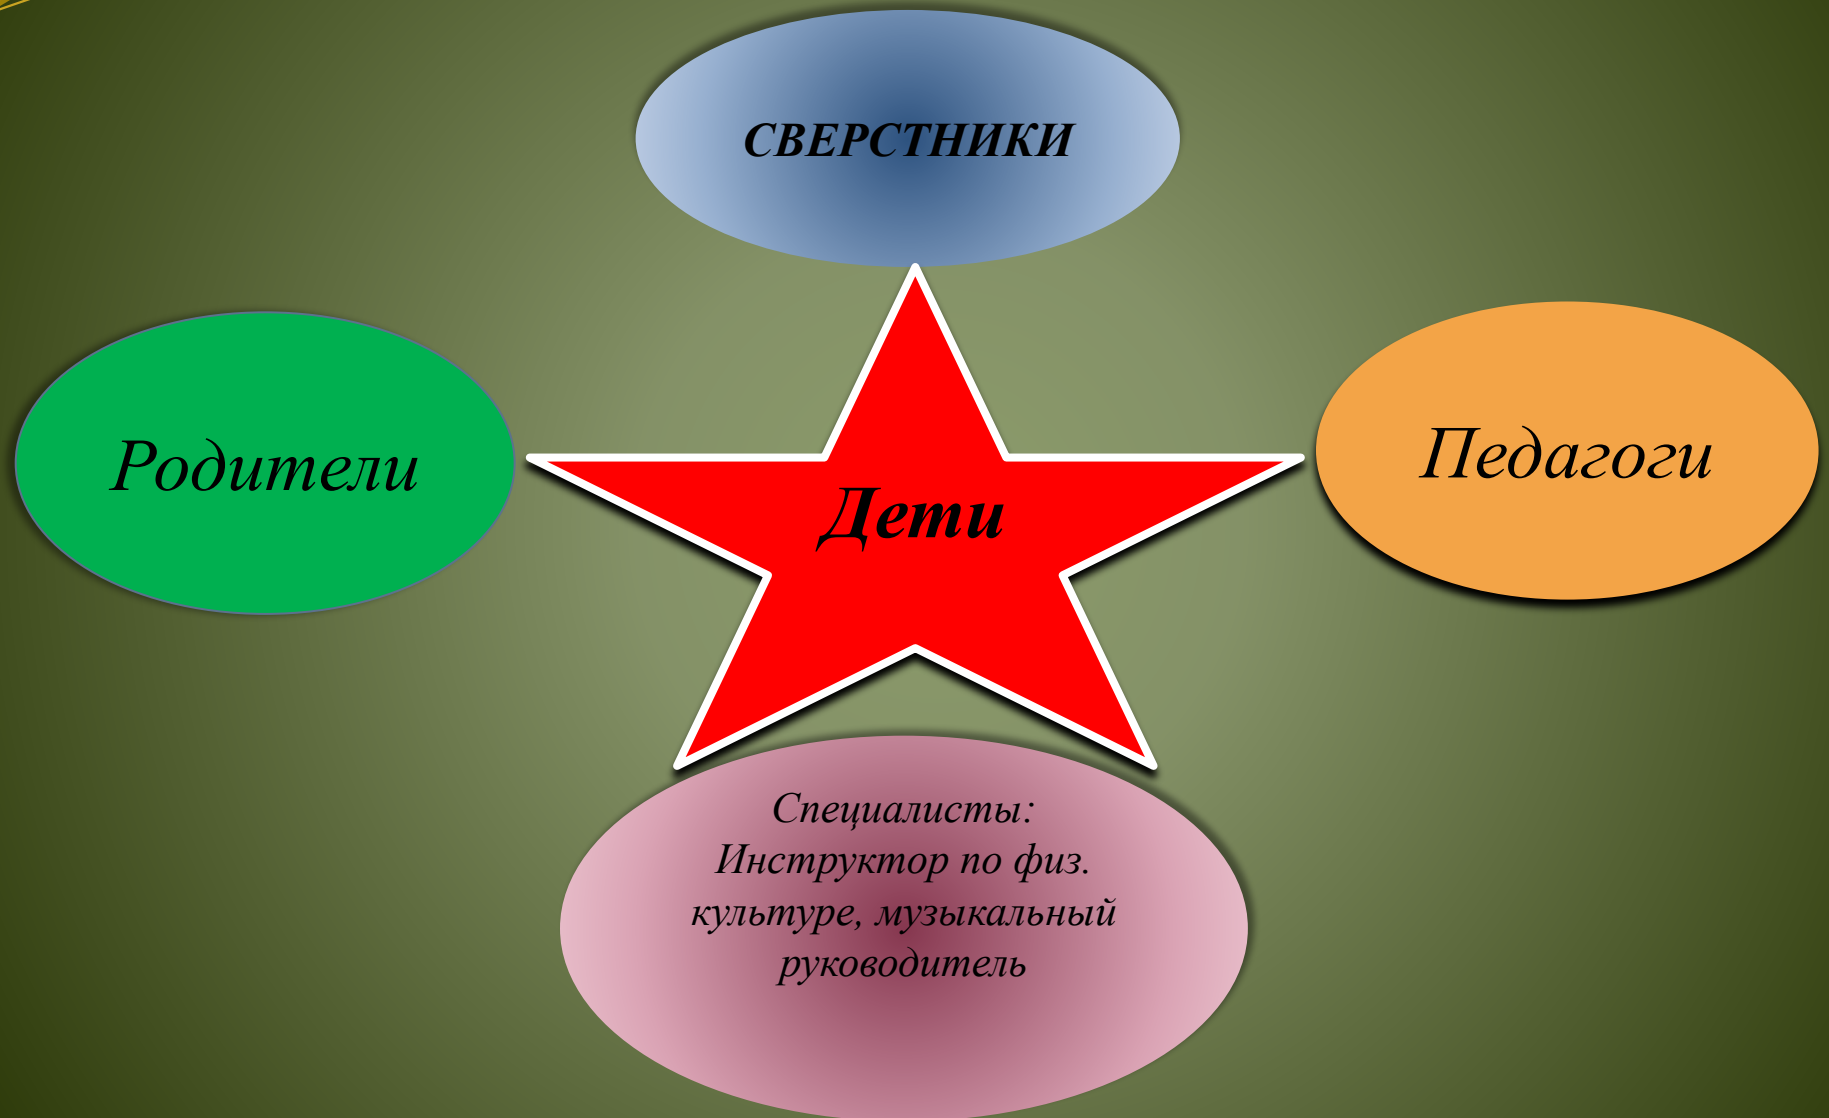 СВЕРСТНИКИ
Родители
Дети
Педагоги
Специалисты:
Инструктор по физ.
культуре, музыкальный
руководитель